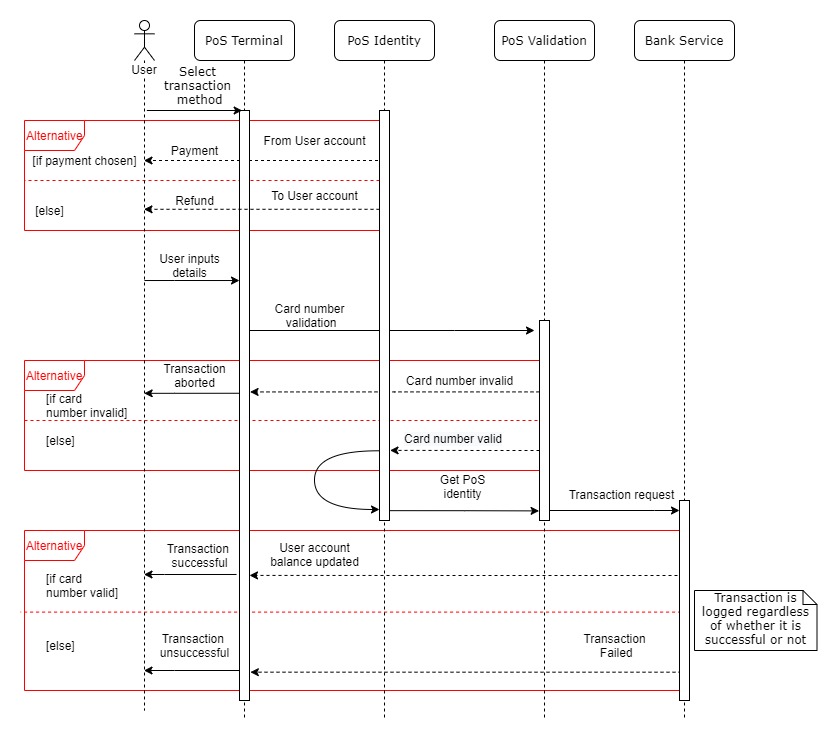 PoS Terminal
PoS Identity
PoS Validation
Bank Service
User
Select
transaction
method
Alternative
From User account
Payment
[if payment chosen]
To User account
Refund
[else]
User inputs
details
Card number
validation
Alternative
Transaction
aborted
Card number invalid
[if card
number invalid]
[else]
Card number valid
Get PoS
identity
Transaction request
Alternative
Transaction
successful
User account
balance updated
[if card
number valid]
Transaction is
logged regardless
of whether it is
successful or not
[else]
Transaction
unsuccessful
Transaction
Failed